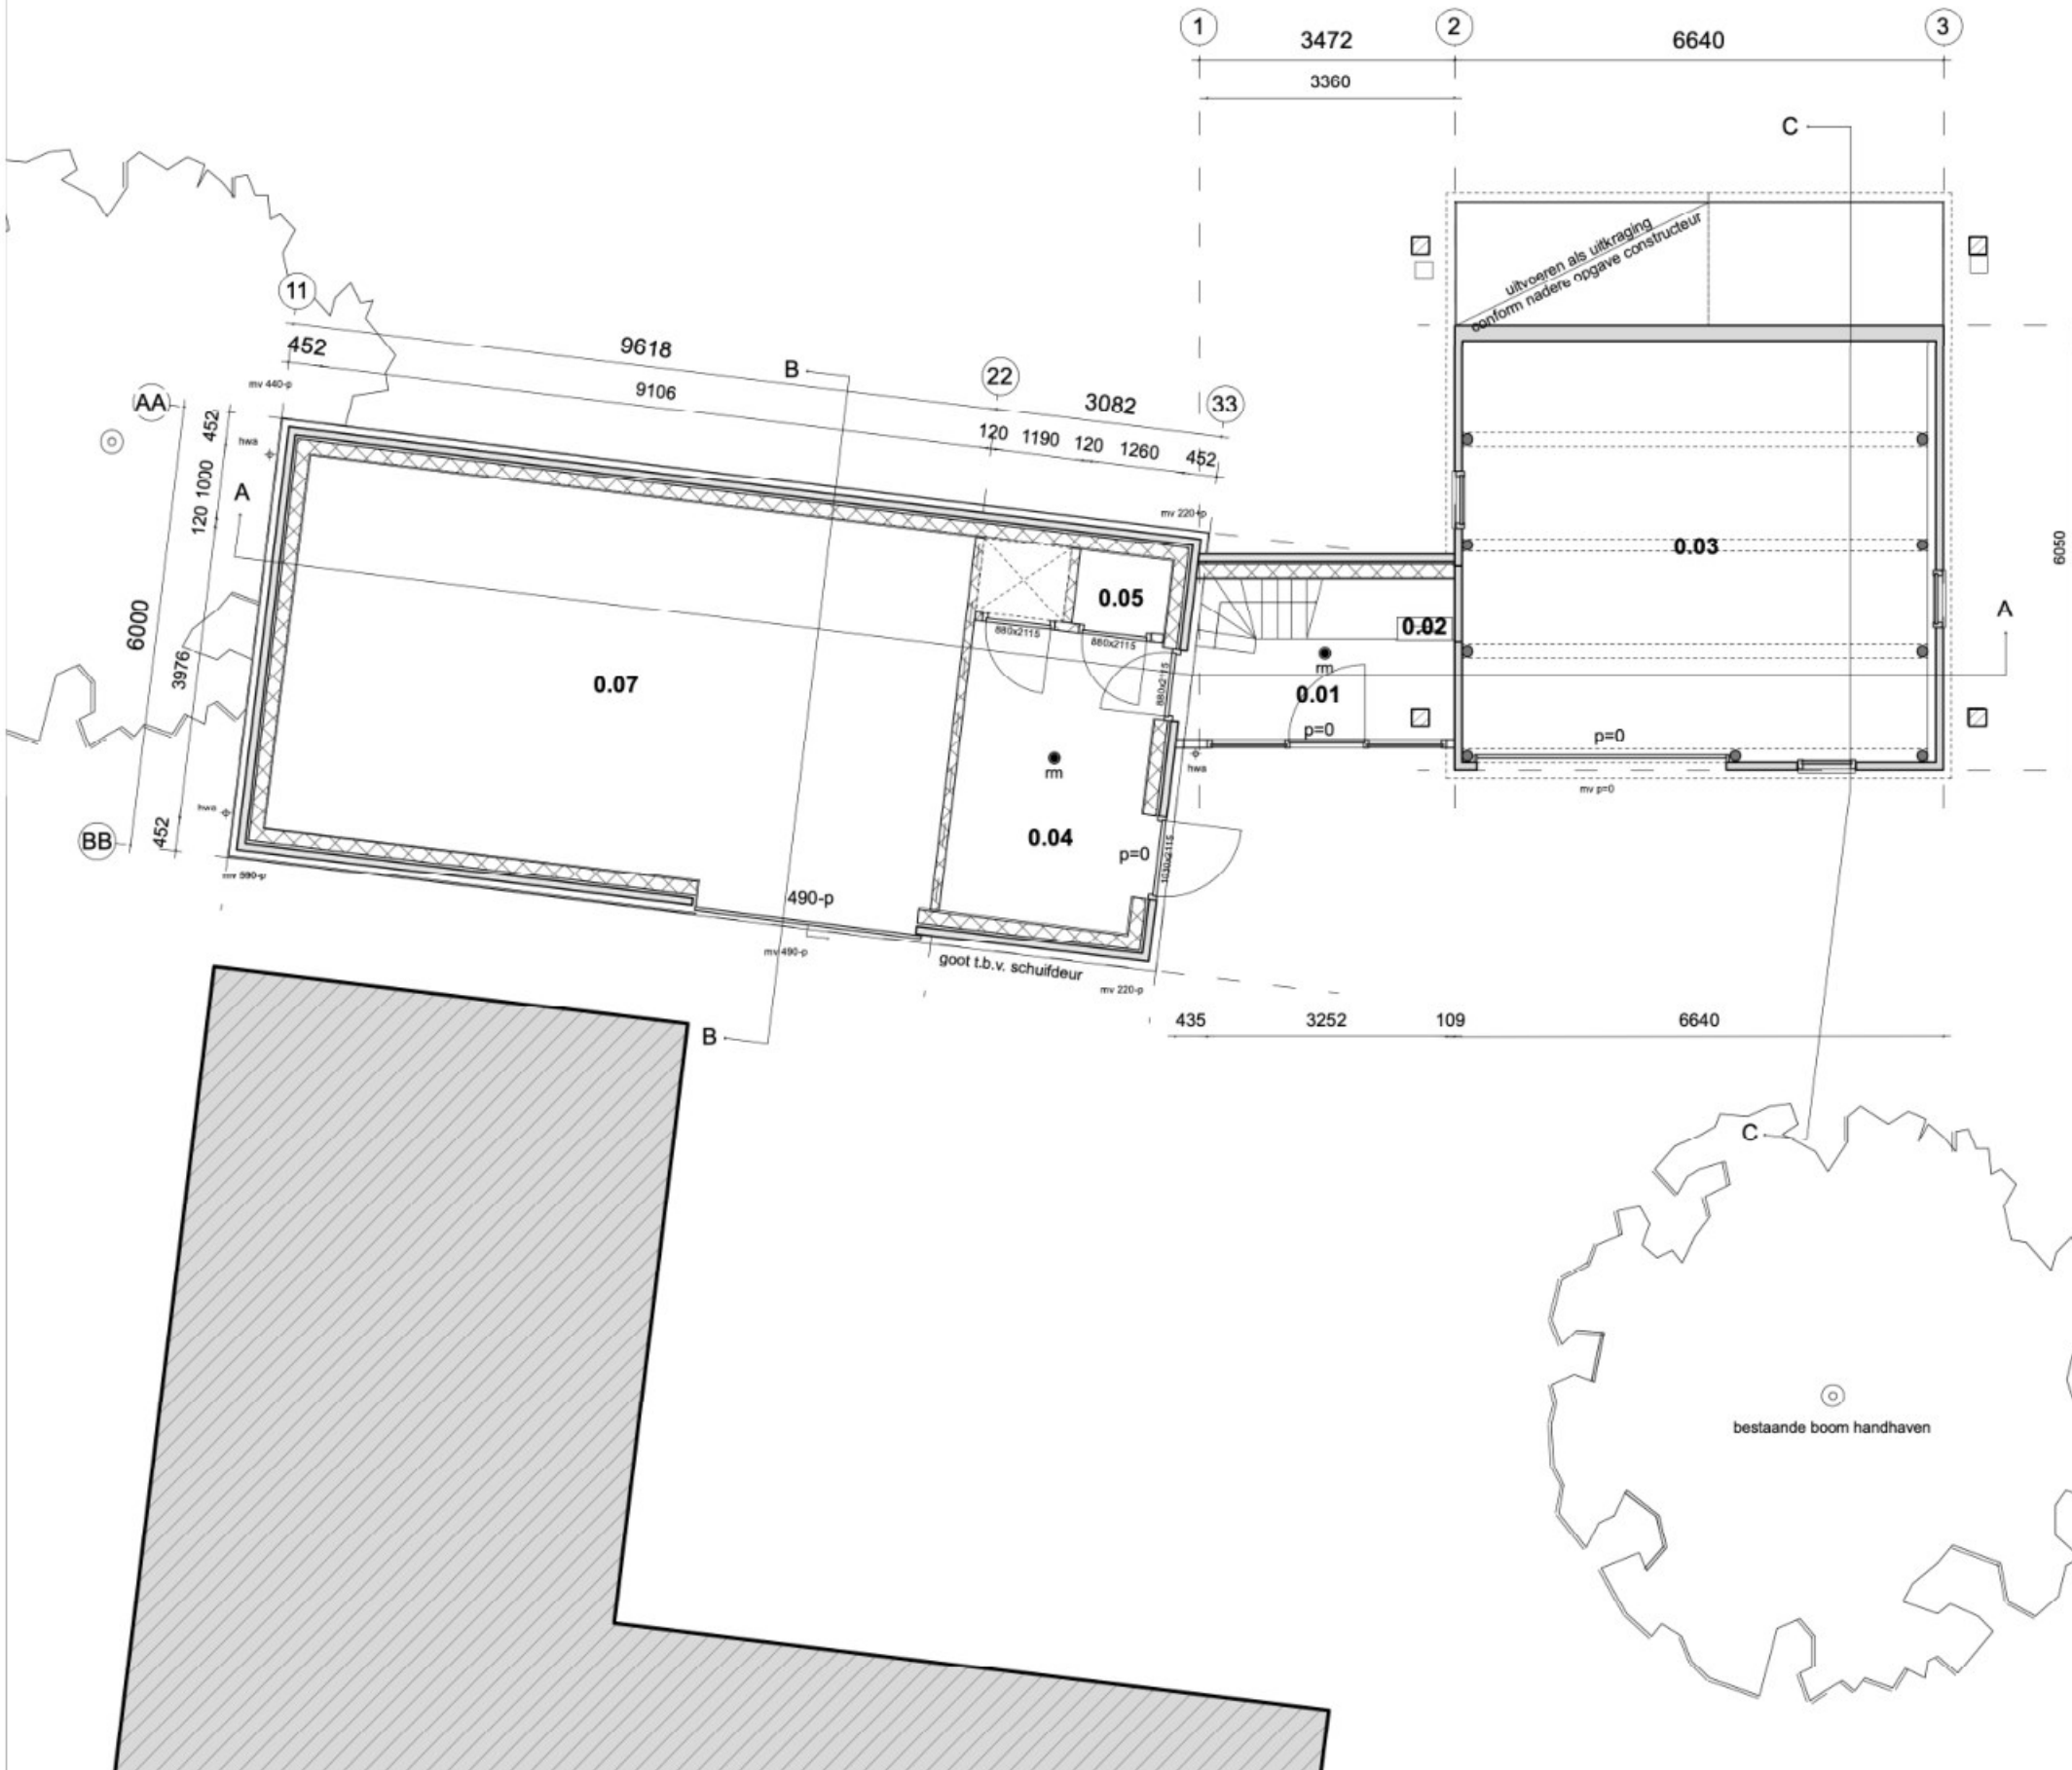 1
2
3
3472
6640
3360
C
uitvoeren als uitkraging
conform nadere opgave constructeur
11
452
9618
B
22
9106
3082
33
mv 440-p
AA
452
hwa
120
1190
120
1260
452
120 1000
A
mv 220+p
6050
0.03
0.05
880x2115
880x2115
0.02
A
6000
3976
0.07
880x2115
rm
0.01
p=0
p=0
rm
hwa
mv p=0
hwa
452
BB
0.04
p=0
1030x2115
490-p
mv 490-p
goot t.b.v. schuifdeur
mv 220-p
B
435
3252
109
6640
C
bestaande boom handhaven